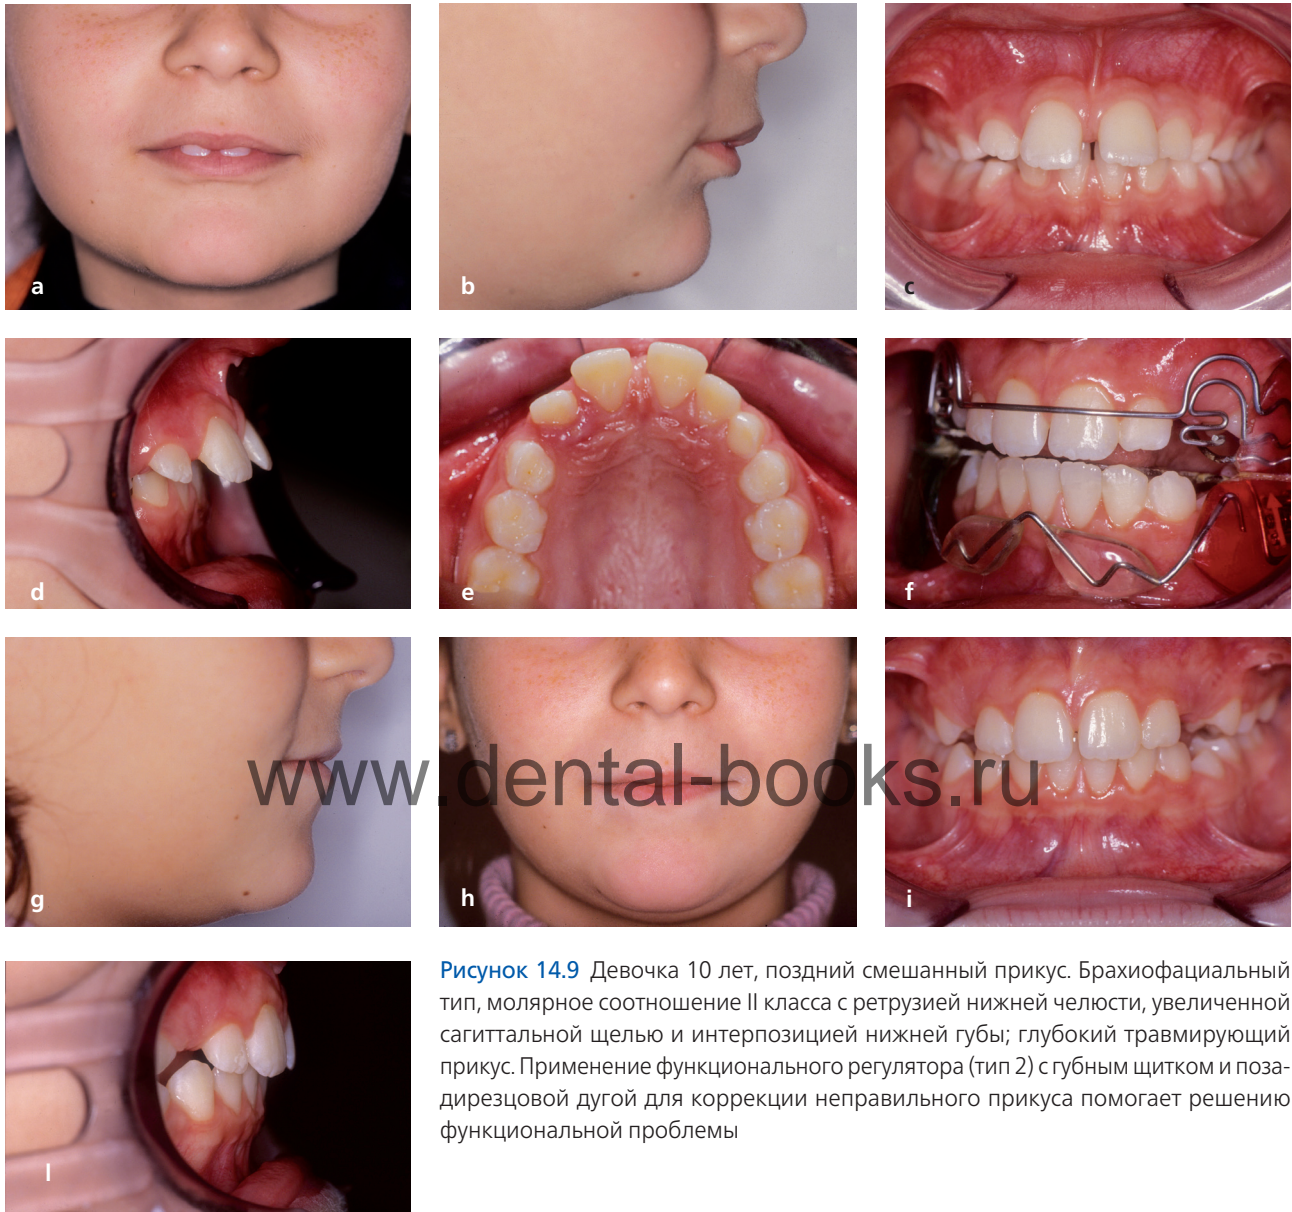 a
b
c
d
e
f
g
h
i
www.dental-books.ru
l
Рисунок 14.9 Девочка 10 лет, поздний смешанный прикус. Брахиофациальный
тип, молярное соотношение II класса с ретрузией нижней челюсти, увеличенной
сагиттальной щелью и интерпозицией нижней губы; глубокий травмирующий
прикус. Применение функционального регулятора (тип 2) с губным щитком и поза-
дирезцовой дугой для коррекции неправильного прикуса помогает решению
функциональной проблемы